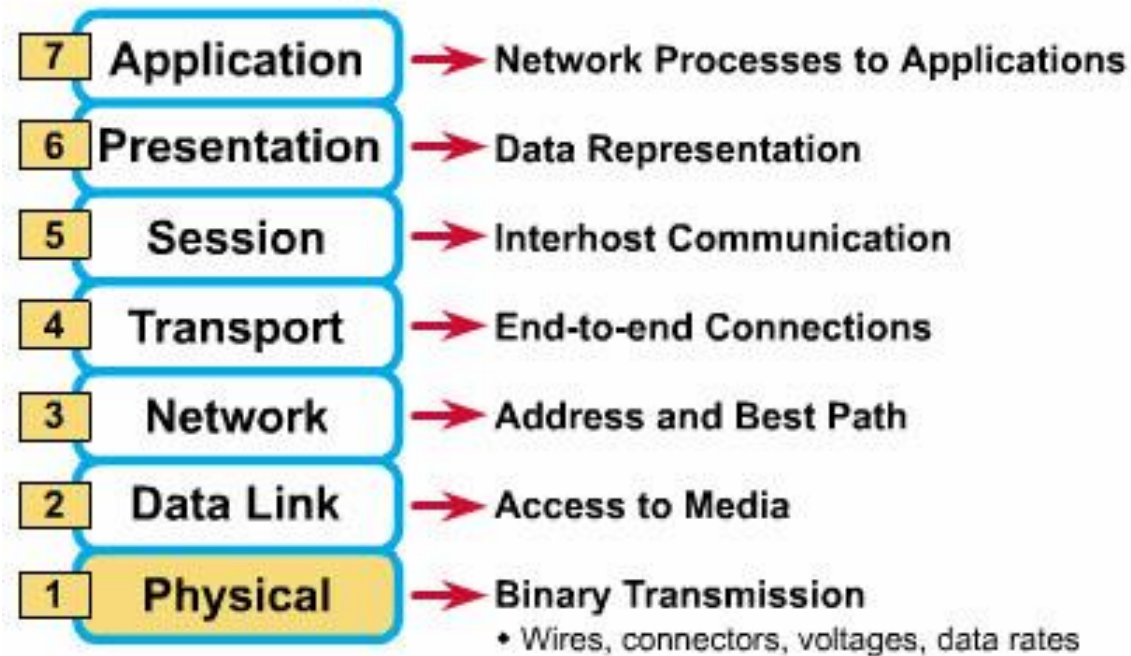 7 Application Network Processes to Applications
6 Presentation Data Representation
5 Session Interhost Communication
4 Transport End-to-end Connections
3 Network Address and Best Path
2 Data Link Access to Media
1 Physical Binary Transmission
• Wires, connectors, voltages, data rates